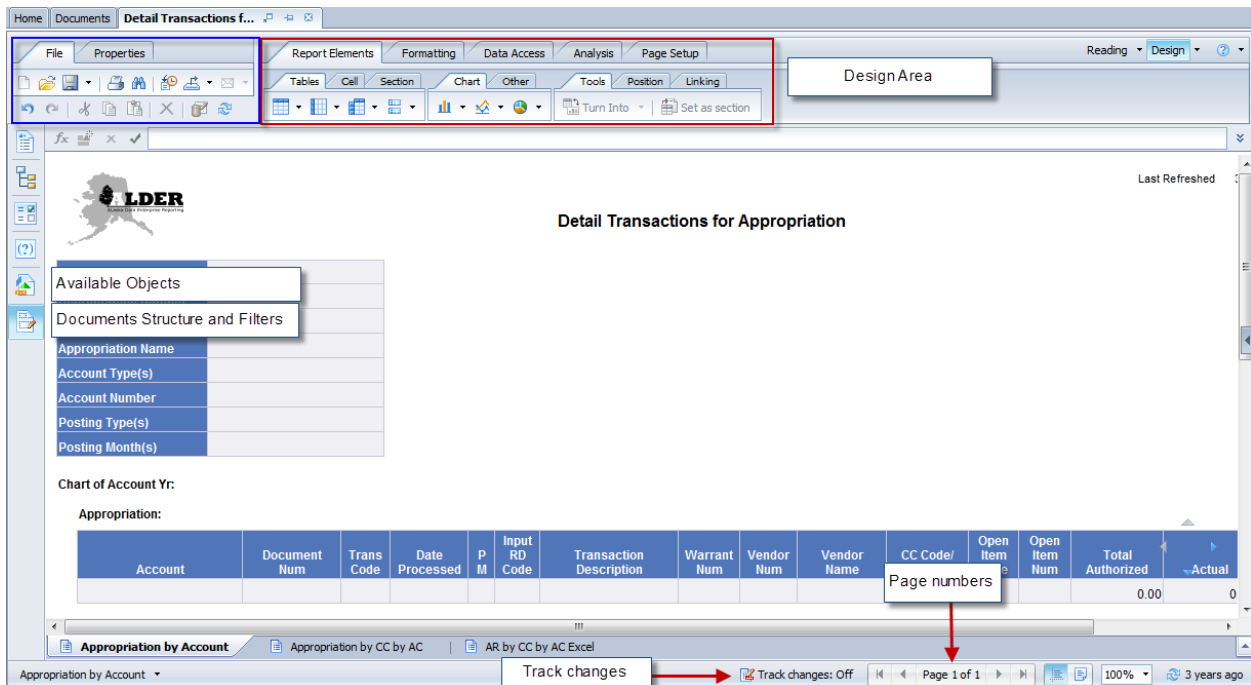 Home Documents Detail Transactions f...
File Properties Report Elements Formatting Data Access Analysis Page Setup Reading Design
Tables Cell Section Chart Other Tools Position Linking
Design Area
Turn Into Set as section
fx
Last Refreshed
ALDER
Detail Transactions for Appropriation
Available Objects
Documents Structure and Filters
Appropriation Name
Account Type(s)
Account Number
Posting Type(s)
Posting Month(s)
Chart of Account Yr:
Appropriation:
Account
Document
Num
Trans
Code
Date
Processed
P
M
Input
RD
Code
Transaction
Description
Warrant
Num
Vendor
Num
Vendor
Name
CC Code/
Open
Item
Open
Item
Num
Total
Authorized
Actual
0.00 0
Page numbers
Appropriation by Account Appropriation by CC by AC AR by CC by AC Excel
Track changes
Appropriation by Account Track changes: Off Page 1 of 1 100% 3 years ago